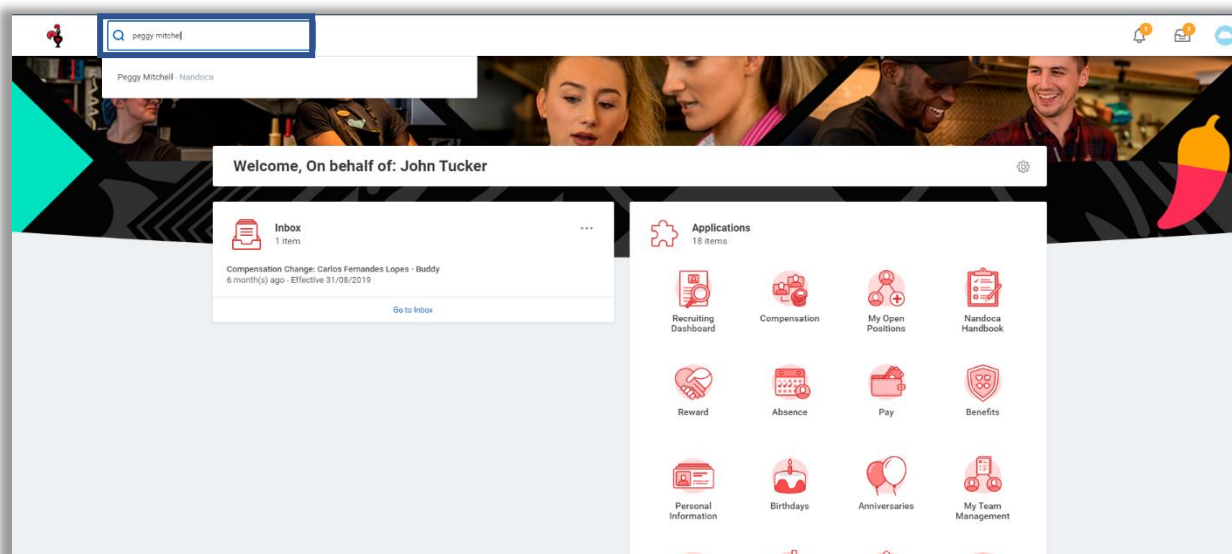 peggy mitchel
1
1
Peggy Mitchell - Nandoca
Welcome, On behalf of: John Tucker
Inbox
1 item
Compensation Change: Carlos Fernandes Lopes - Buddy
6 month(s) ago - Effective 31/08/2019
Go to Inbox
Applications
18 items
Recruiting
Dashboard
Compensation
My Open
Positions
Nandoca
Handbook
Reward
Absence
Pay
Benefits
Personal
Information
Birthdays
Anniversaries
My Team
Management